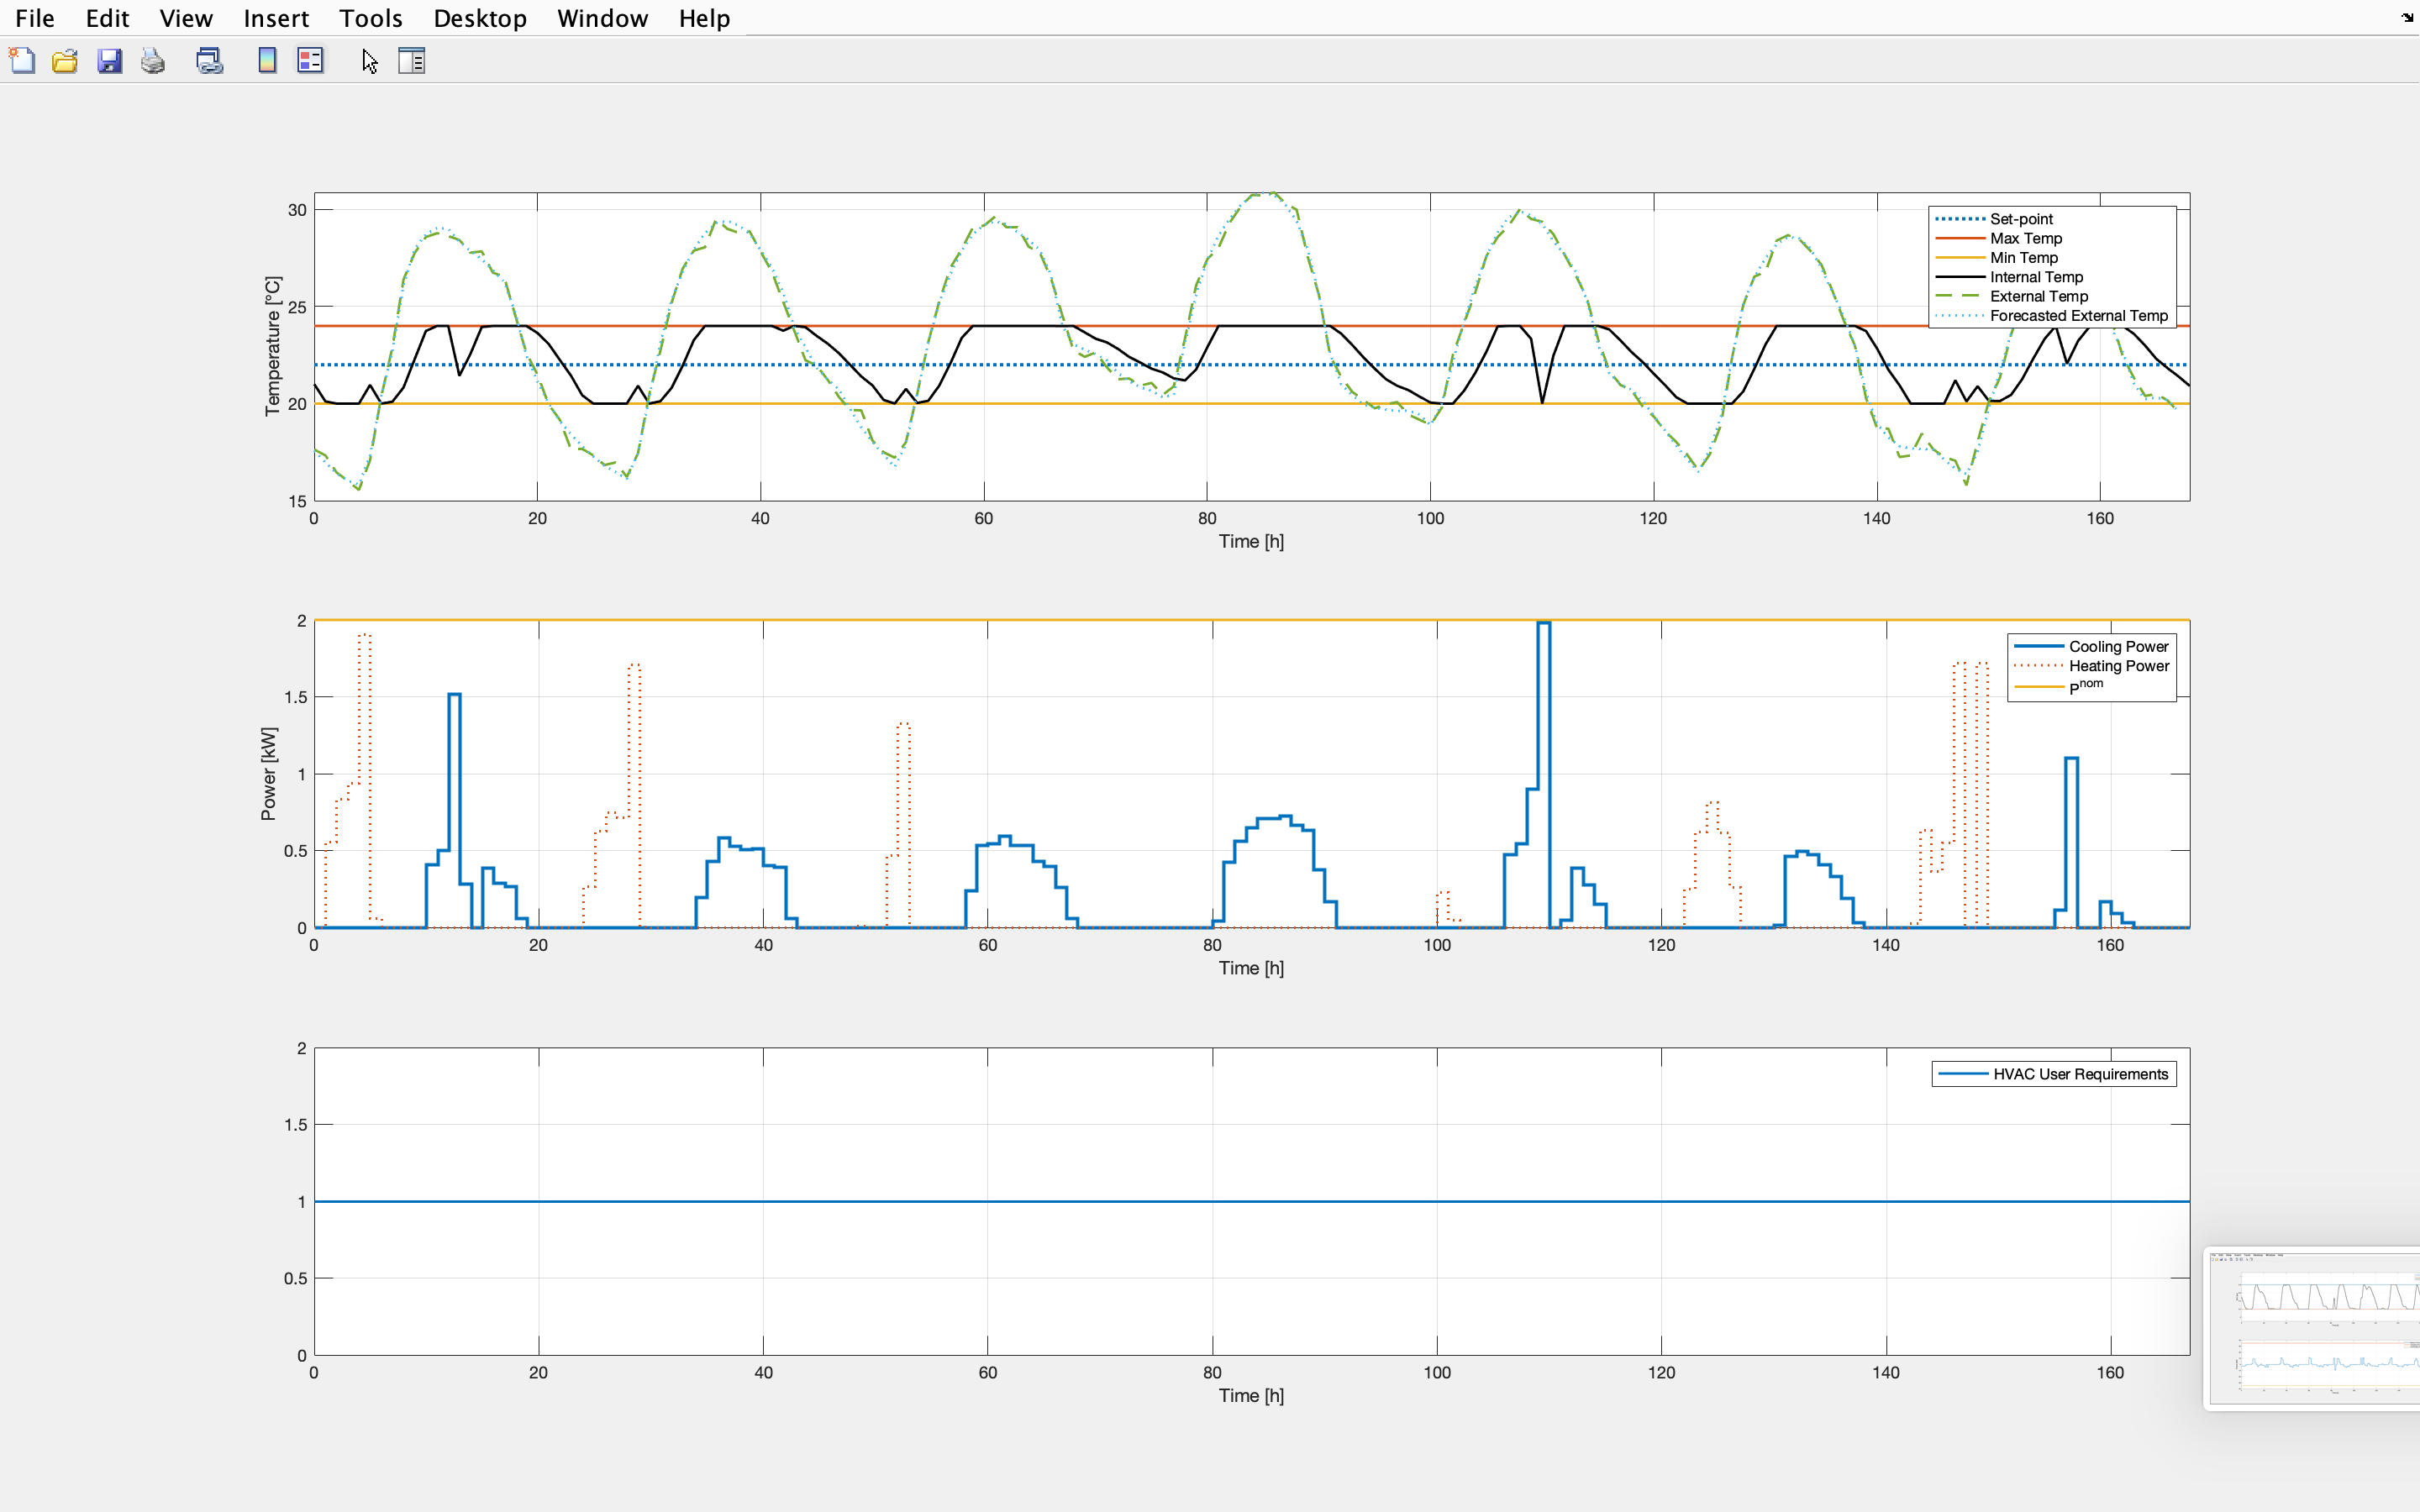 File Edit View Insert Tools Desktop Window Help
30
25
20
15
Temperature [°C]
0 20 40 60 80 100 120 140 160
Time [h]
Set-point
Max Temp
Min Temp
Internal Temp
External Temp
Forecasted External Temp
2
1.5
1
0.5
0
Power [kW]
0 20 40 60 80 100 120 140 160
Time [h]
Cooling Power
Heating Power
P^nom
2
1.5
1
0.5
0
0 20 40 60 80 100 120 140 160
Time [h]
HVAC User Requirements